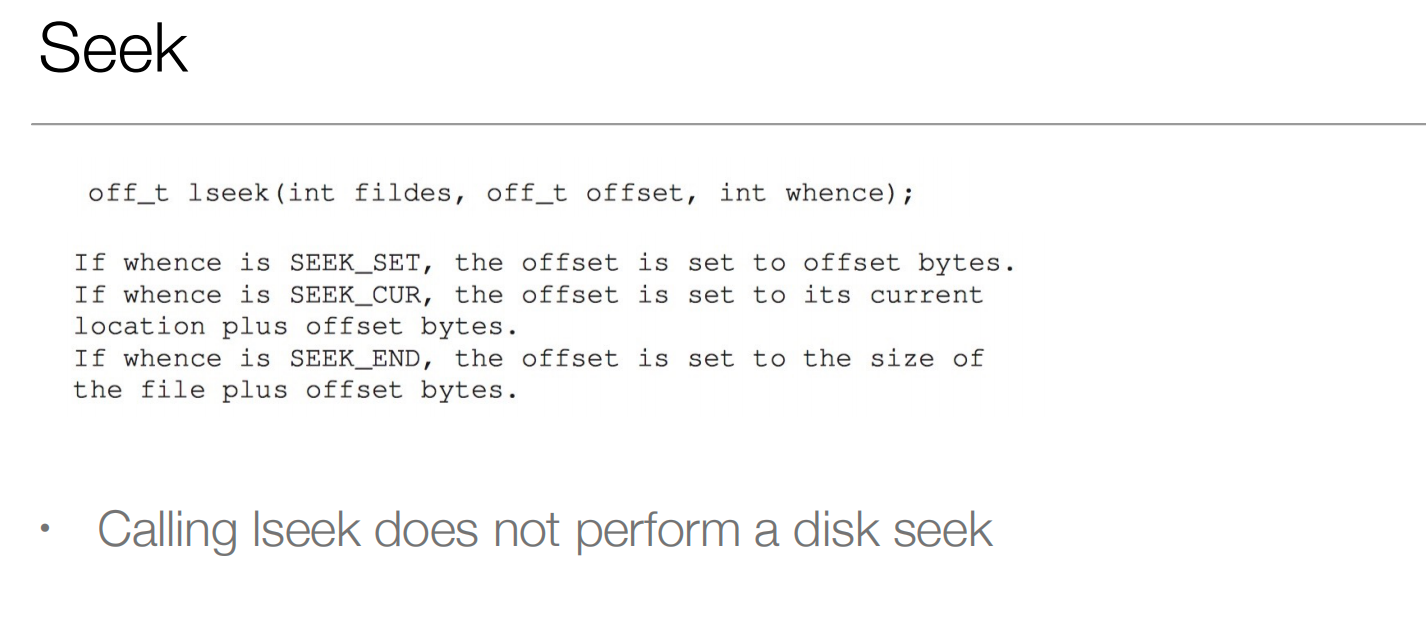 Seek
off_t lseek(int fildes, off_t offset, int whence);
If whence is SEEK_SET, the offset is set to offset bytes.
If whence is SEEK_CUR, the offset is set to its current
location plus offset bytes.
If whence is SEEK_END, the offset is set to the size of
the file plus offset bytes.
• Calling lseek does not perform a disk seek